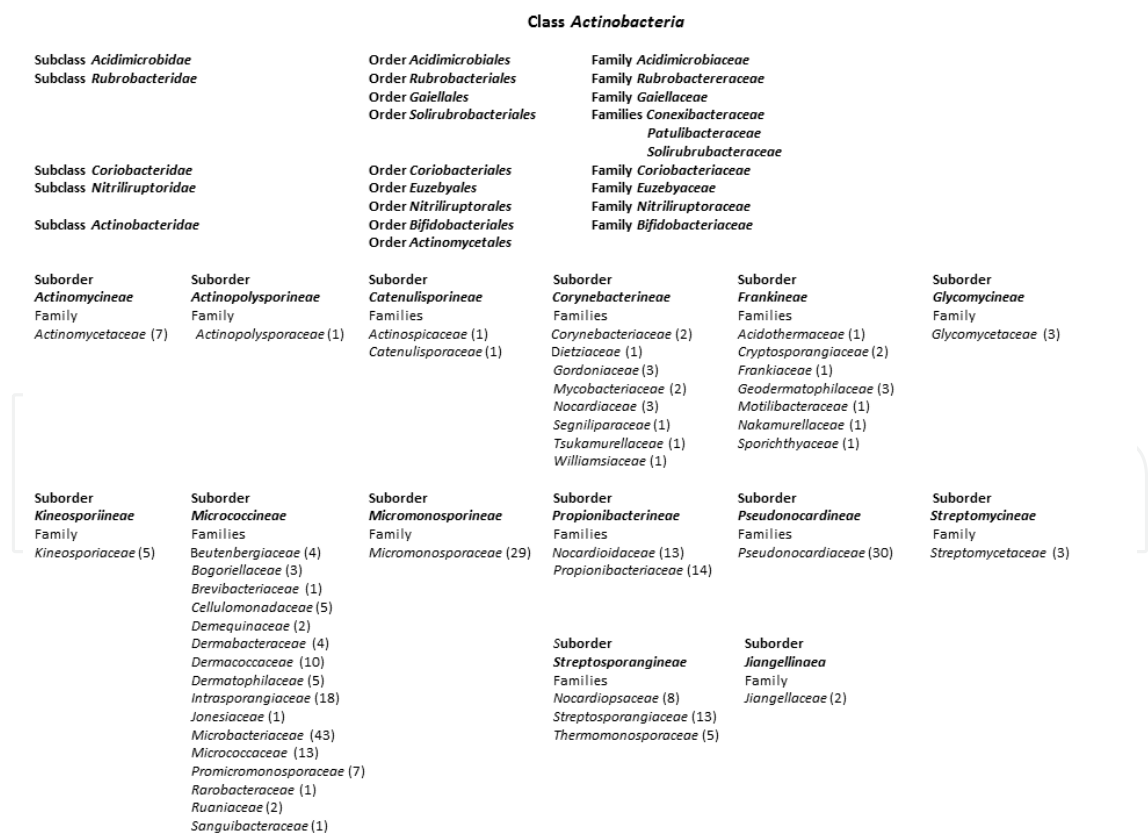 Class Actinobacteria
Subclass Acidimicrobidae Order Acidimicrobiales Family Acidimicrobiaceae
Subclass Rubrobacteridae Order Rubrobacteriales Family Rubrobactereraceae
Order Gaiellales Family Gaiellaceae
Order Solirubrobacteriales Families Conexibacteraceae
Patulibacteraceae
Solirubrubacteraceae
Subclass Coriobacteridae Order Coriobacteriales Family Coriobacteriaceae
Subclass Nitriliruptoridae Order Euzebyales Family Euzebyaceae
Order Nitriliruptorales Family Nitriliruptoraceae
Subclass Actinobacteridae Order Bifidobacteriales Family Bifidobacteriaceae
Order Actinomycetales
Suborder Suborder Suborder Suborder Suborder Suborder
Actinomycineae Actinopolysporineae Catenulisporineae Corynebacterineae Frankineae Glycomycineae
Family Family Families Families Families Family
Actinomycetaceae (7) Actinopolysporaceae (1) Actinospicaceae (1) Corynebacteriaceae (2) Acidothermaceae (1) Glycomycetaceae (3)
Catenulisporaceae (1) Dietziaceae (1) Cryptosporangiaceae (2)
Gordoniaceae (3) Frankiaceae (1)
Mycobacteriaceae (2) Geodermatophilaceae (3)
Nocardiaceae (3) Motilibacteraceae (1)
Segniliparaceae (1) Nakamurellaceae (1)
Tsukamurellaceae (1) Sporichthyaceae (1)
Williamsiaceae (1)
Suborder Suborder Suborder Suborder Suborder Suborder
Kineosporiineae Micrococcineae Micromonosporineae Propionibacterineae Pseudonocardineae Streptomycineae
Family Families Family Families Families Family
Kineosporiaceae (5) Beutenbergiaceae (4) Micromonosporaceae (29) Nocardioidaceae (13) Pseudonocardiaceae (30) Streptomycetaceae (3)
Bogoriellaceae (3) Propionibacteriaceae (14)
Brevibacteriaceae (1)
Cellulomonadaceae (5)
Demequinaceae (2)
Dermabacteraceae (4) Suborder Suborder
Dermacoccaceae (10) Streptosporangineae Jiangellinaea
Dermatophilaceae (5) Families Family
Intrasporangiaceae (18) Nocardiopsaceae (8) Jiangellaceae (2)
Jonesiaceae (1) Streptosporangiaceae (13)
Microbacteriaceae (43) Thermomonosporaceae (5)
Micrococcaceae (13)
Promicromonosporaceae (7)
Rarobacteraceae (1)
Ruaniaceae (2)
Sanguibacteraceae (1)